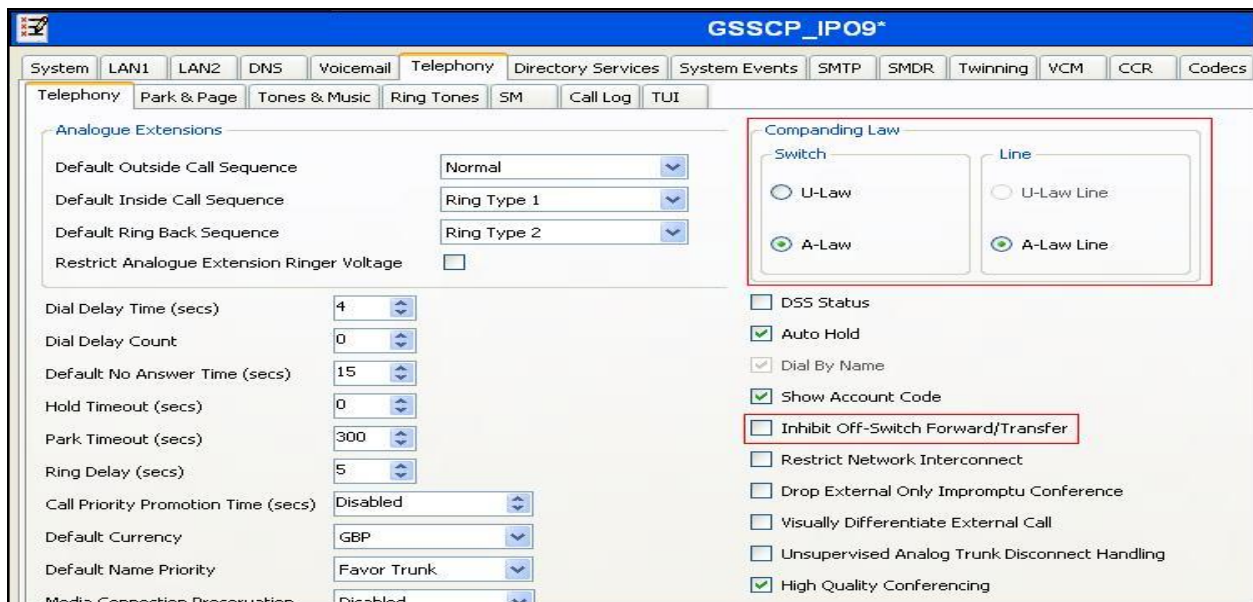 GSSCP_IPO9*
System LAN1 LAN2 DNS Voicemail Telephony Directory Services System Events SMTP SMDR Twinning VCM CCR Codecs
Telephony Park & Page Tones & Music Ring Tones SM Call Log TUI
Analogue Extensions
Default Outside Call Sequence Normal
Default Inside Call Sequence Ring Type 1
Default Ring Back Sequence Ring Type 2
Restrict Analogue Extension Ringer Voltage
Dial Delay Time (secs) 4
Dial Delay Count 0
Default No Answer Time (secs) 15
Hold Timeout (secs) 0
Park Timeout (secs) 300
Ring Delay (secs) 5
Call Priority Promotion Time (secs) Disabled
Default Currency GBP
Default Name Priority Favor Trunk
Media Connection Preservation Disabled
Companding Law
Switch Line
U-Law U-Law Line
A-Law A-Law Line
DSS Status
Auto Hold
Dial By Name
Show Account Code
Inhibit Off-Switch Forward/Transfer
Restrict Network Interconnect
Drop External Only Impromptu Conference
Visually Differentiate External Call
Unsupervised Analog Trunk Disconnect Handling
High Quality Conferencing